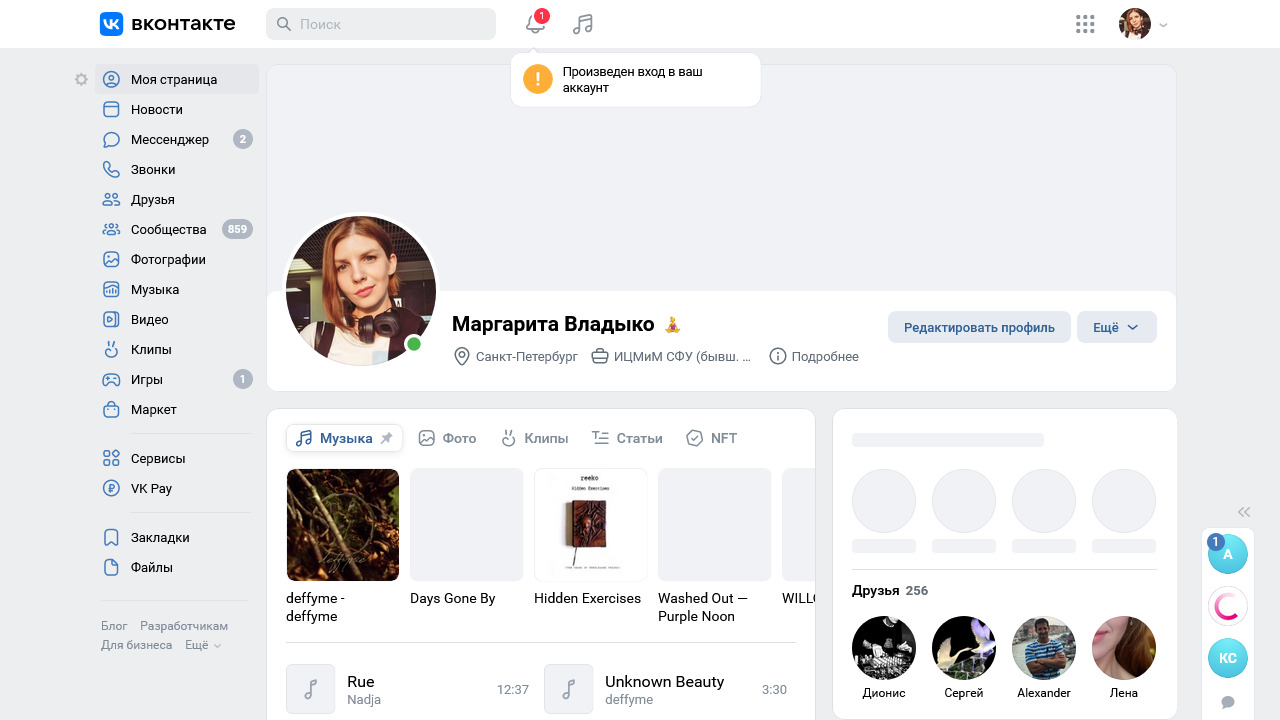 вконтакте
Поиск
1
Произведен вход в ваш
аккаунт
Моя страница
Новости
Мессенджер 2
Звонки
Друзья
Сообщества 859
Фотографии
Музыка
Видео
Клипы
Игры 1
Маркет
Сервисы
VK Pay
Закладки
Файлы
Блог Разработчикам
Для бизнеса Ещё
Маргарита Владыко
Санкт-Петербург ИЦМиМ СФУ (бывш. ... Подробнее
Редактировать профиль Ещё
Музыка Фото Клипы Статьи NFT
reeko
Hidden Exercises
deffyme
deffyme -
deffyme
Days Gone By
Hidden Exercises
Washed Out —
Purple Noon
Rue
Nadja
12:37
Unknown Beauty
deffyme
3:30
Друзья 256
Дионис Сергей Alexander Лена
1
A
КС